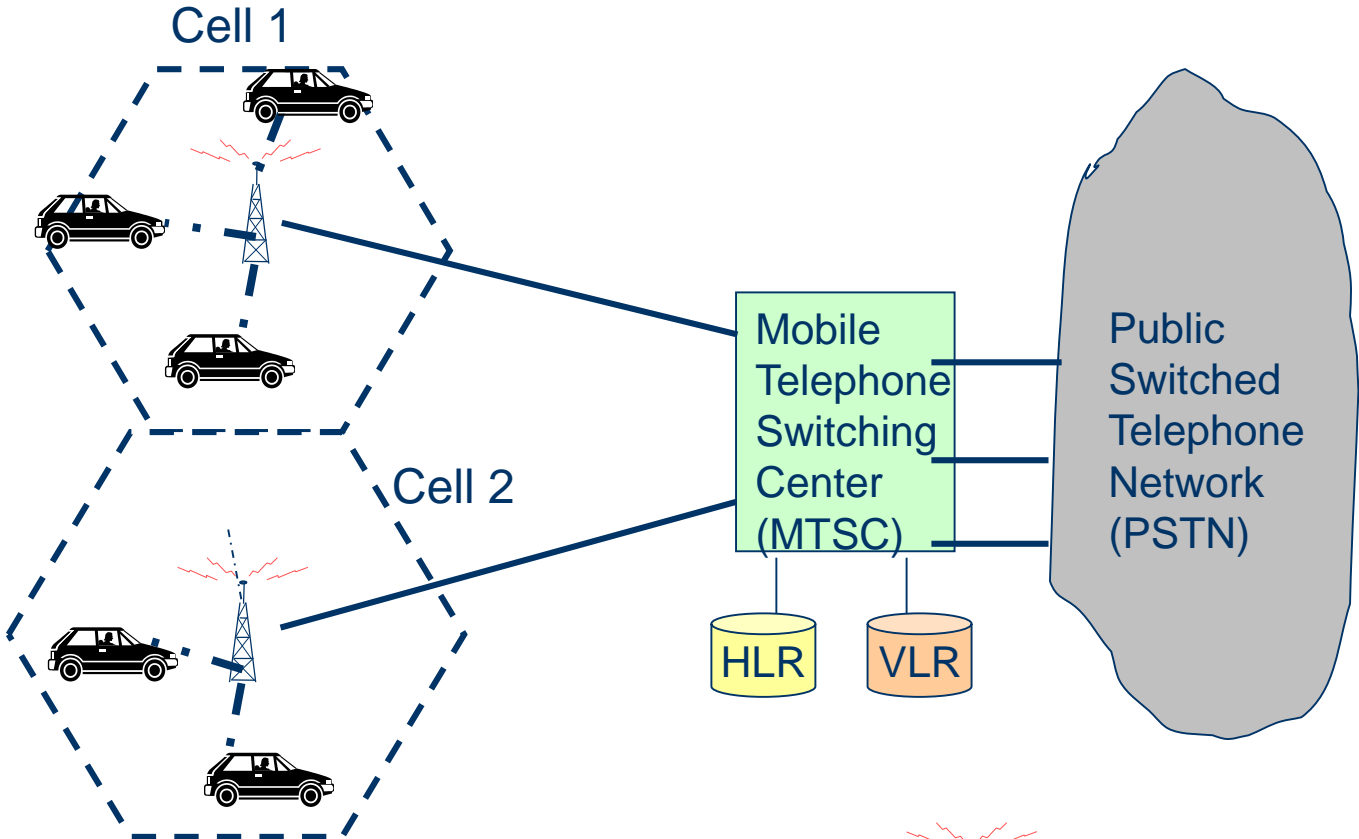 Cell 1
Mobile
Telephone
Switching
Center
(MTSC)
Public
Switched
Telephone
Network
(PSTN)
Cell 2
HLR
VLR